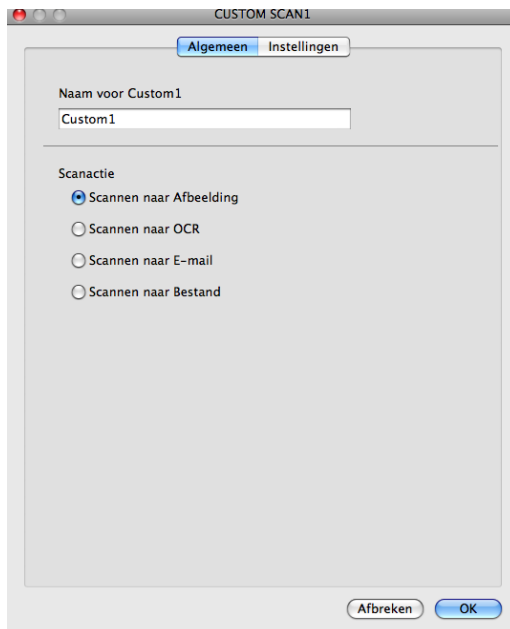 CUSTOM SCAN1
Algemeen Instellingen
Naam voor Custom1
Custom1
Scanactie
Scannen naar Afbeelding
Scannen naar OCR
Scannen naar E-mail
Scannen naar Bestand
Afbreken OK